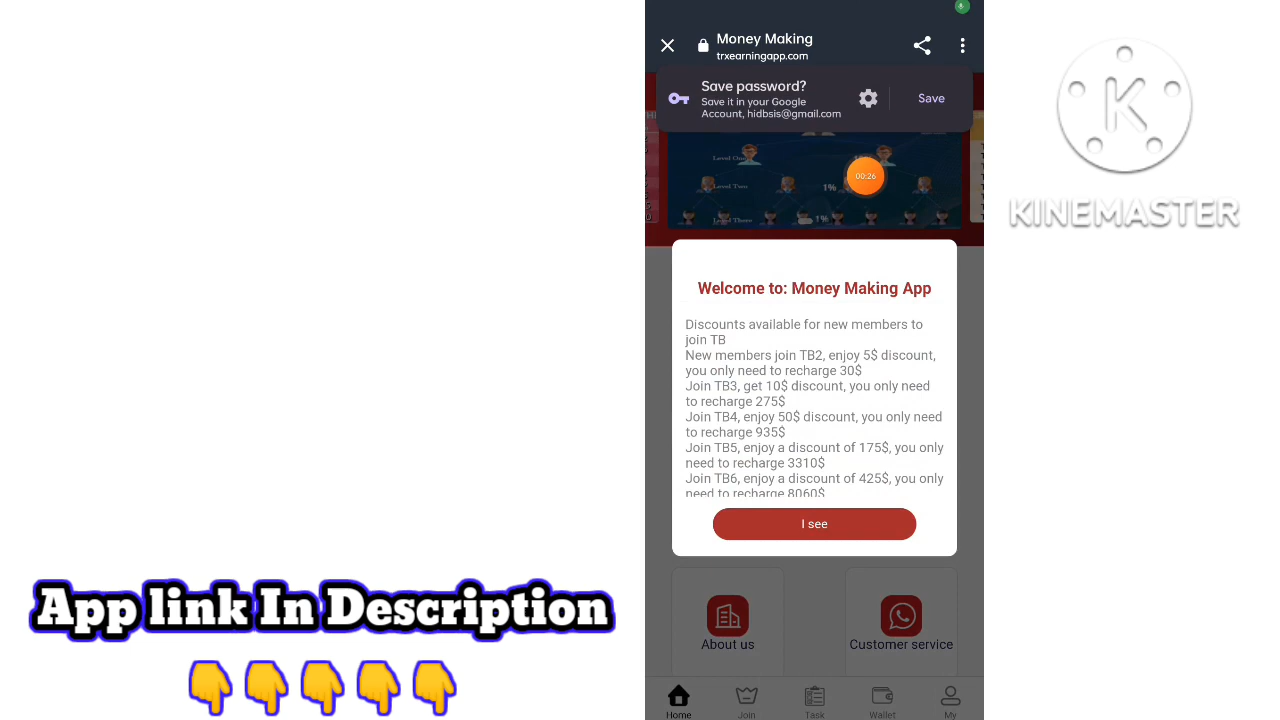 Money Making
trxearningapp.com
Save password?
Save it in your Google
Account, hidbsis@gmail.com
Save
Level One
Level Two
1%
Level Three
1%
00:26
Welcome to: Money Making App
Discounts available for new members to
join TB
New members join TB2, enjoy 5$ discount,
you only need to recharge 30$
Join TB3, get 10$ discount, you only need
to recharge 275$
Join TB4, enjoy 50$ discount, you only need
to recharge 935$
Join TB5, enjoy a discount of 175$, you only
need to recharge 3310$
Join TB6, enjoy a discount of 425$, you only
need to recharge 8060$
I see
About us
Customer service
Home
Join
Task
Wallet
My
App link In Description
K
KINEMASTER